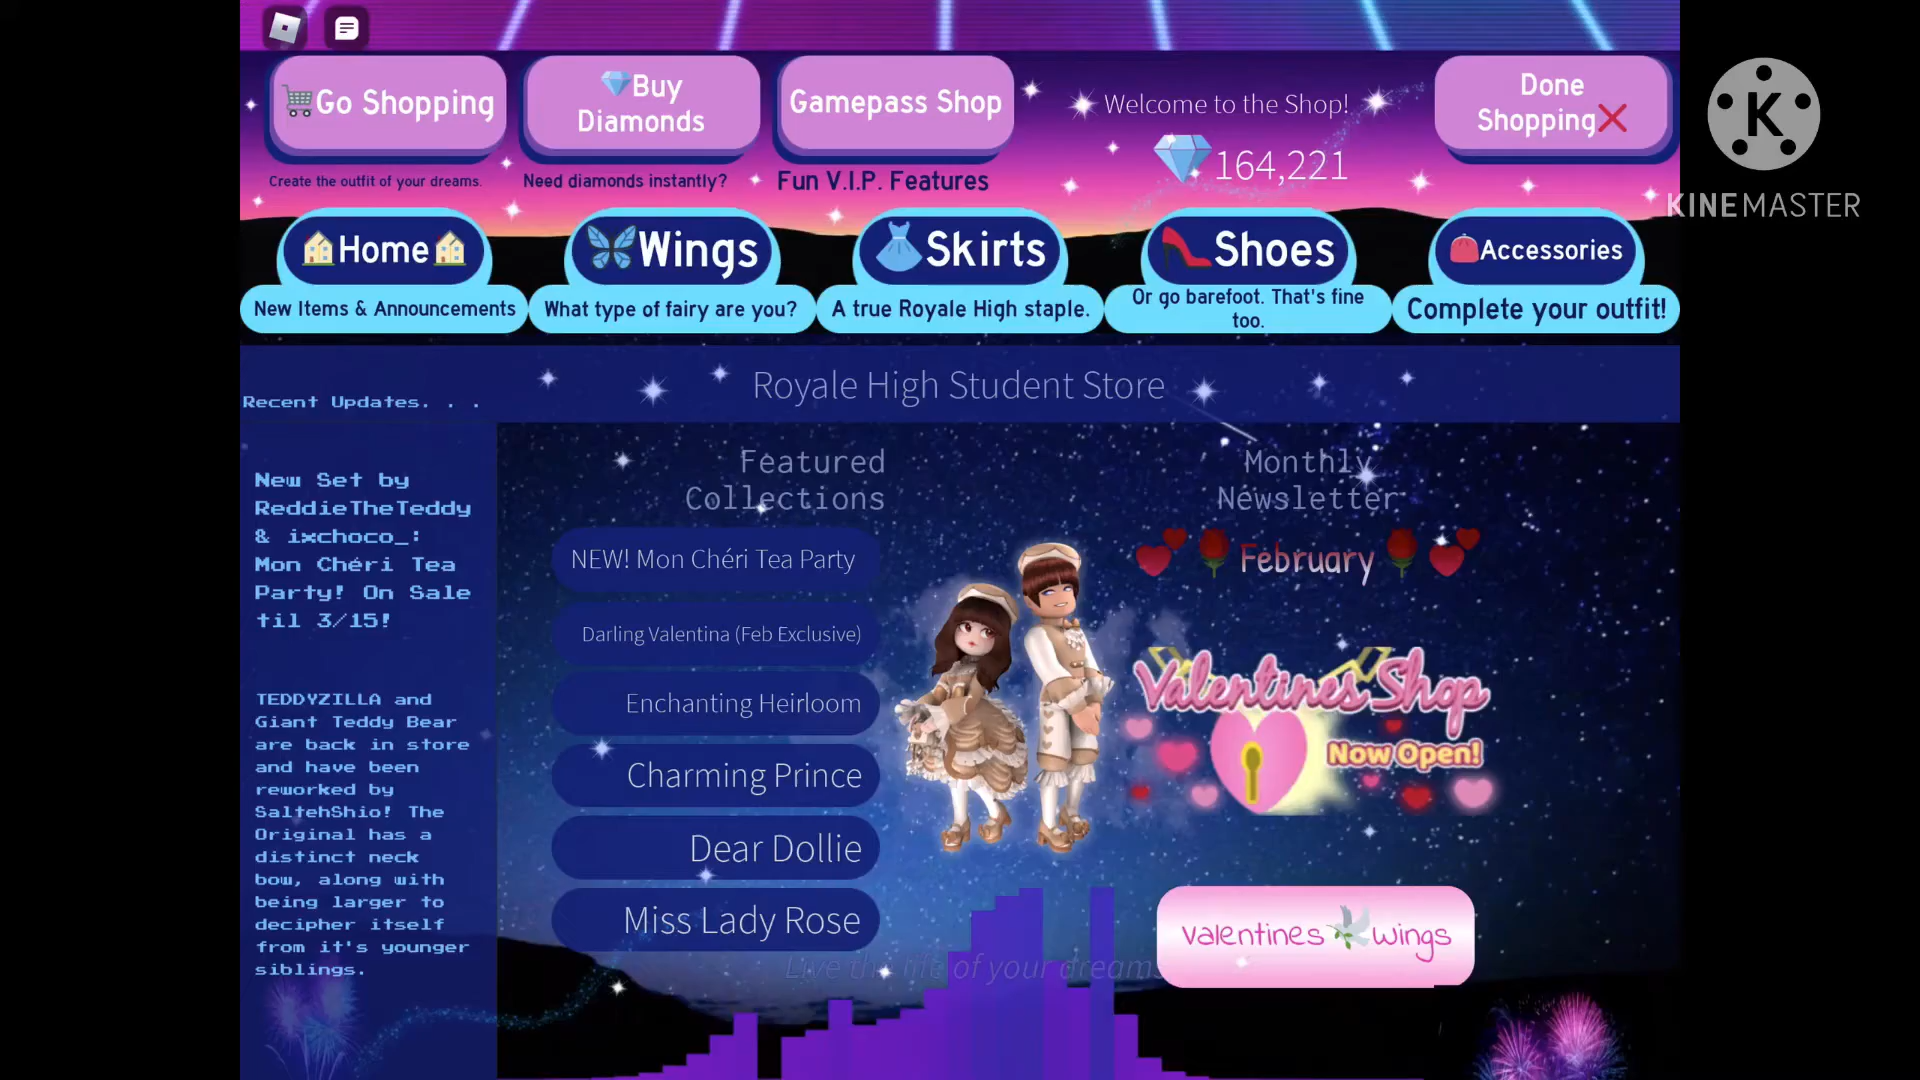 Go Shopping
Buy
Diamonds
Gamepass Shop
Welcome to the Shop!
164,221
Done
Shopping
K
KINEMASTER
Create the outfit of your dreams.
Need diamonds instantly?
Fun V.I.P. Features
Home
Wings
Skirts
Shoes
Accessories
New Items & Announcements
What type of fairy are you?
A true Royale High staple.
Or go barefoot. That's fine
too.
Complete your outfit!
Recent Updates. . .
Royale High Student Store
New Set by
ReddieTheTeddy
& ixchoco_:
Mon Chéri Tea
Party! On Sale
til 3/15!
TEDDYZILLA and
Giant Teddy Bear
are back in store
and have been
reworked by
SaltehShio! The
Original has a
distinct neck
bow, along with
being larger to
decipher itself
from it's younger
siblings.
Featured
Collections
NEW! Mon Chéri Tea Party
Darling Valentina (Feb Exclusive)
Enchanting Heirloom
Charming Prince
Dear Dollie
Miss Lady Rose
Live the life of your dreams
Monthly
Newsletter
February
Valentines Shop
Now Open!
Valentines Wings